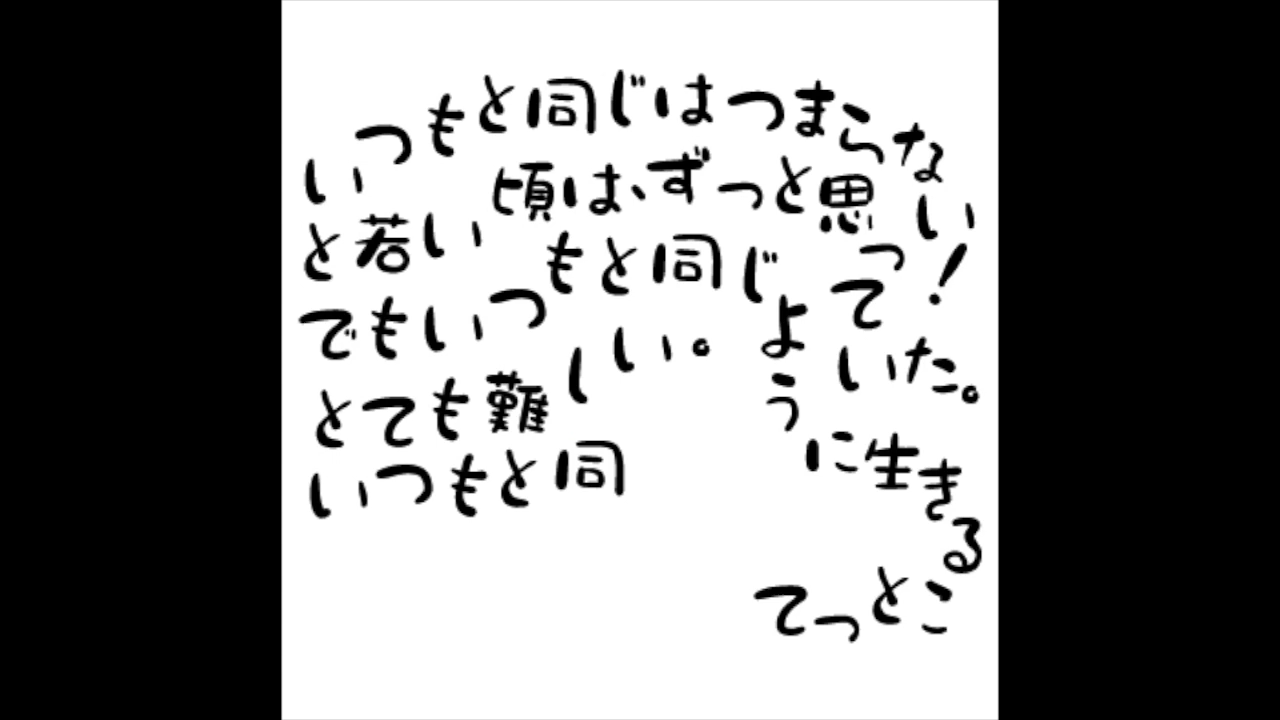 いつもと同じはつまらない!
と若い頃は、ずっと思っていた。
でもいつもと同じように生きることってとても難しい。
いつもと同